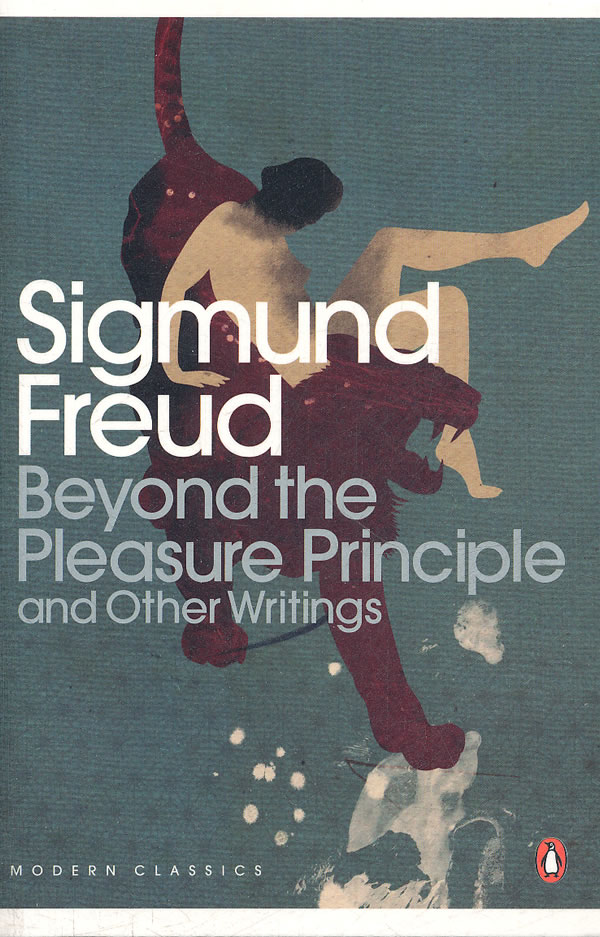 Sigmund
Freud
Beyond the
Pleasure Principle
and Other Writings
MODERN CLASSICS